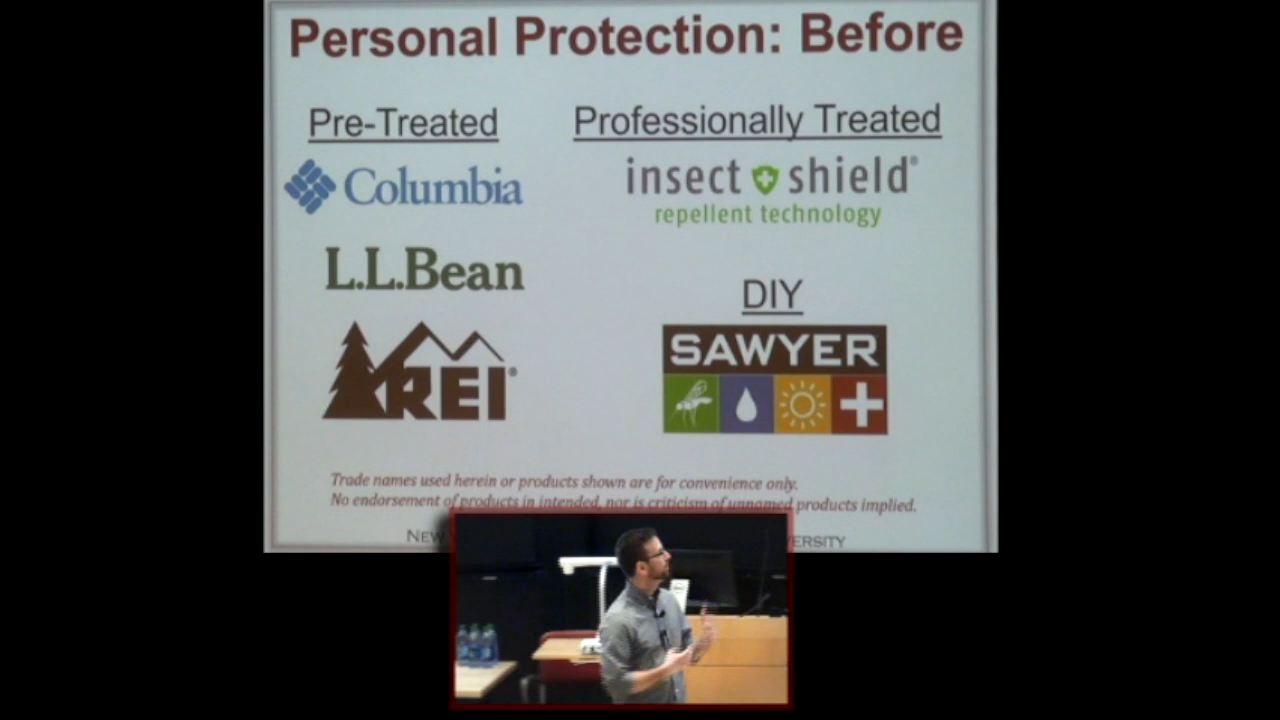 Personal Protection: Before
Pre-Treated
Columbia
L.L.Bean
REI®
Professionally Treated
insect shield®
repellent technology
DIY
SAWYER
Trade names used herein or products shown are for convenience only.
No endorsement of products in intended, nor is criticism of unnamed products implied.
NEW
ERSITY